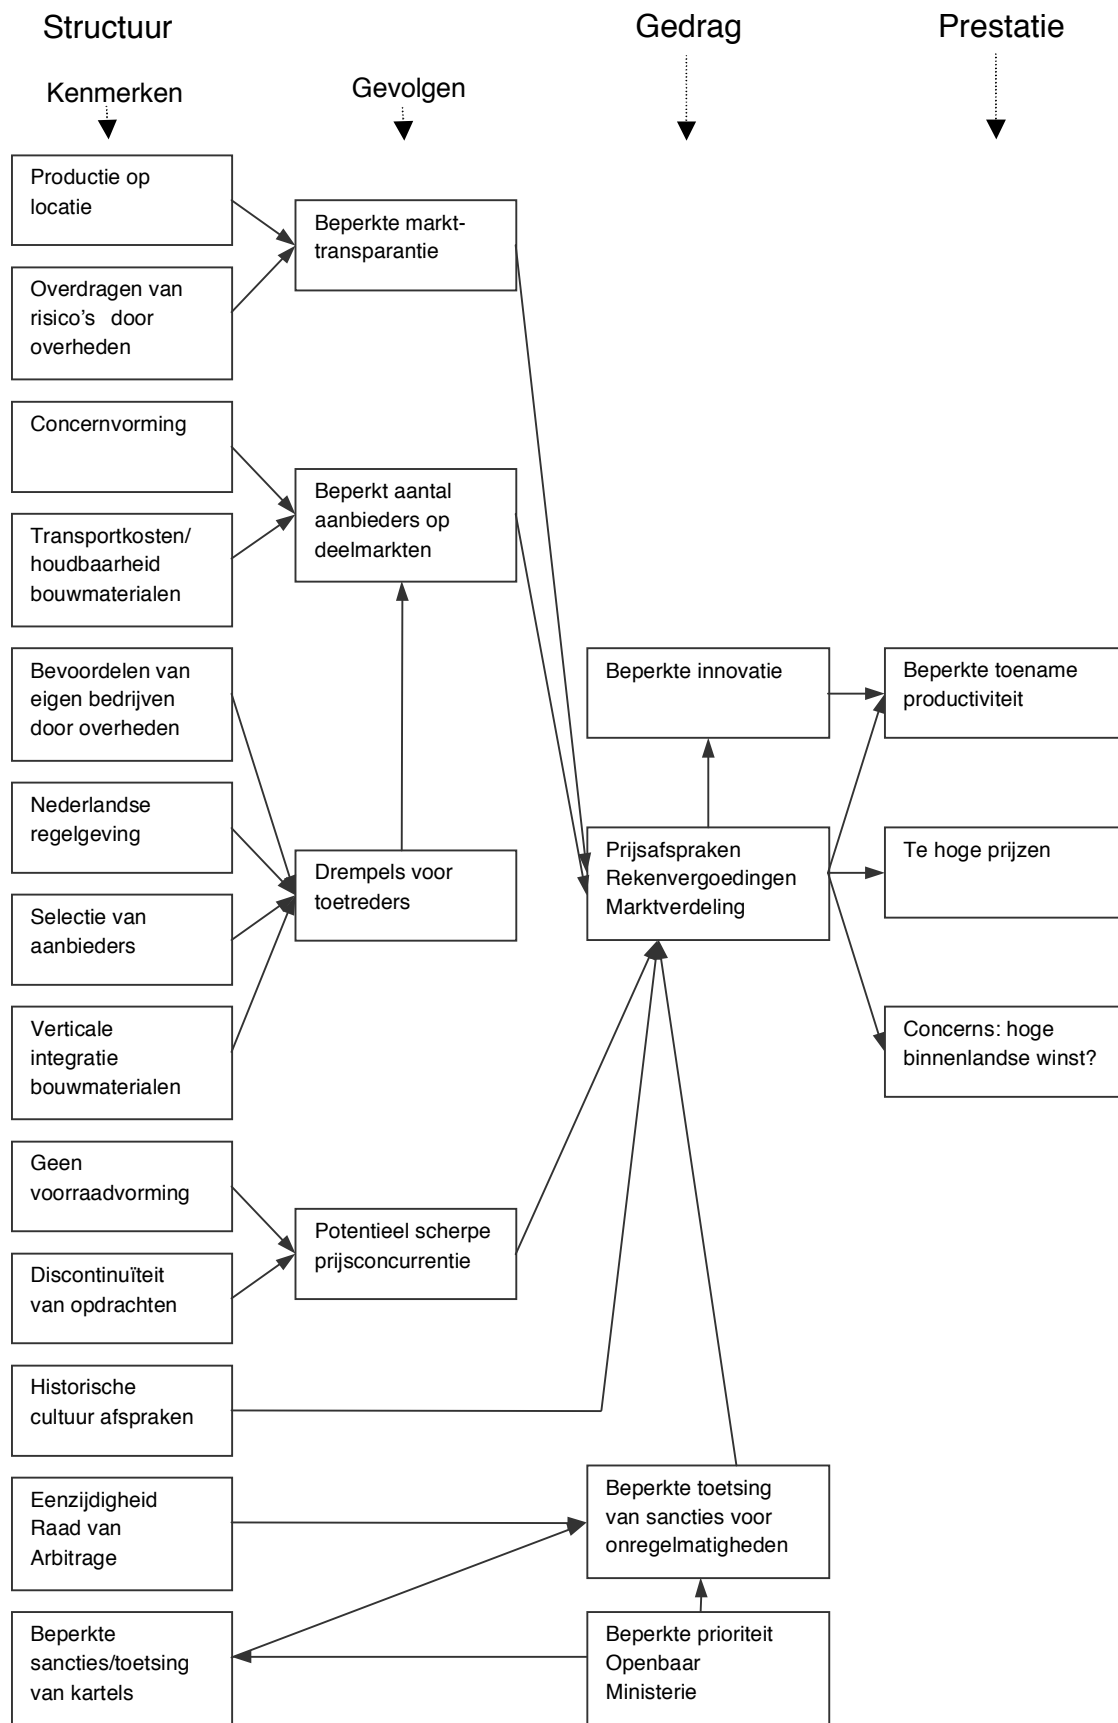 Structuur
Gedrag
Prestatie
Kenmerken
Gevolgen
Productie op
locatie
Overdragen van
risico's door
overheden
Concernvorming
Transportkosten/
houdbaarheid
bouwmaterialen
Bevoordelen van
eigen bedrijven
door overheden
Nederlandse
regelgeving
Selectie van
aanbieders
Verticale
integratie
bouwmaterialen
Geen
voorraadvorming
Discontinuïteit
van opdrachten
Historische
cultuur afspraken
Eenzijdigheid
Raad van
Arbitrage
Beperkte
sancties/toetsing
van kartels
Beperkte markt-
transparantie
Beperkt aantal
aanbieders op
deelmarkten
Drempels voor
toetreders
Potentieel scherpe
prijsconcurrentie
Beperkte innovatie
Prijsafspraken
Rekenvergoedingen
Marktverdeling
Beperkte toetsing
van sancties voor
onregelmatigheden
Beperkte prioriteit
Openbaar
Ministerie
Beperkte toename
productiviteit
Te hoge prijzen
Concerns: hoge
binnenlandse winst?